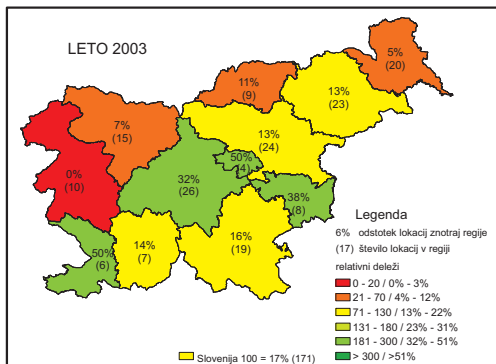 LETO 2003
5%
(20)
11%
(9)
13%
(23)
7%
(15)
13%
(24)
50%
(4)
0%
(10)
32%
(26)
38%
(8)
50%
(6)
14%
(7)
16%
(19)
Legenda
6% odstotek lokacij znotraj regije
(17) število lokacij v regiji
relativni deleži
0 - 20 / 0% - 3%
21 - 70 / 4% - 12%
71 - 130 / 13% - 22%
131 - 180 / 23% - 31%
181 - 300 / 32% - 51%
> 300 / >51%
Slovenija 100 = 17% (171)